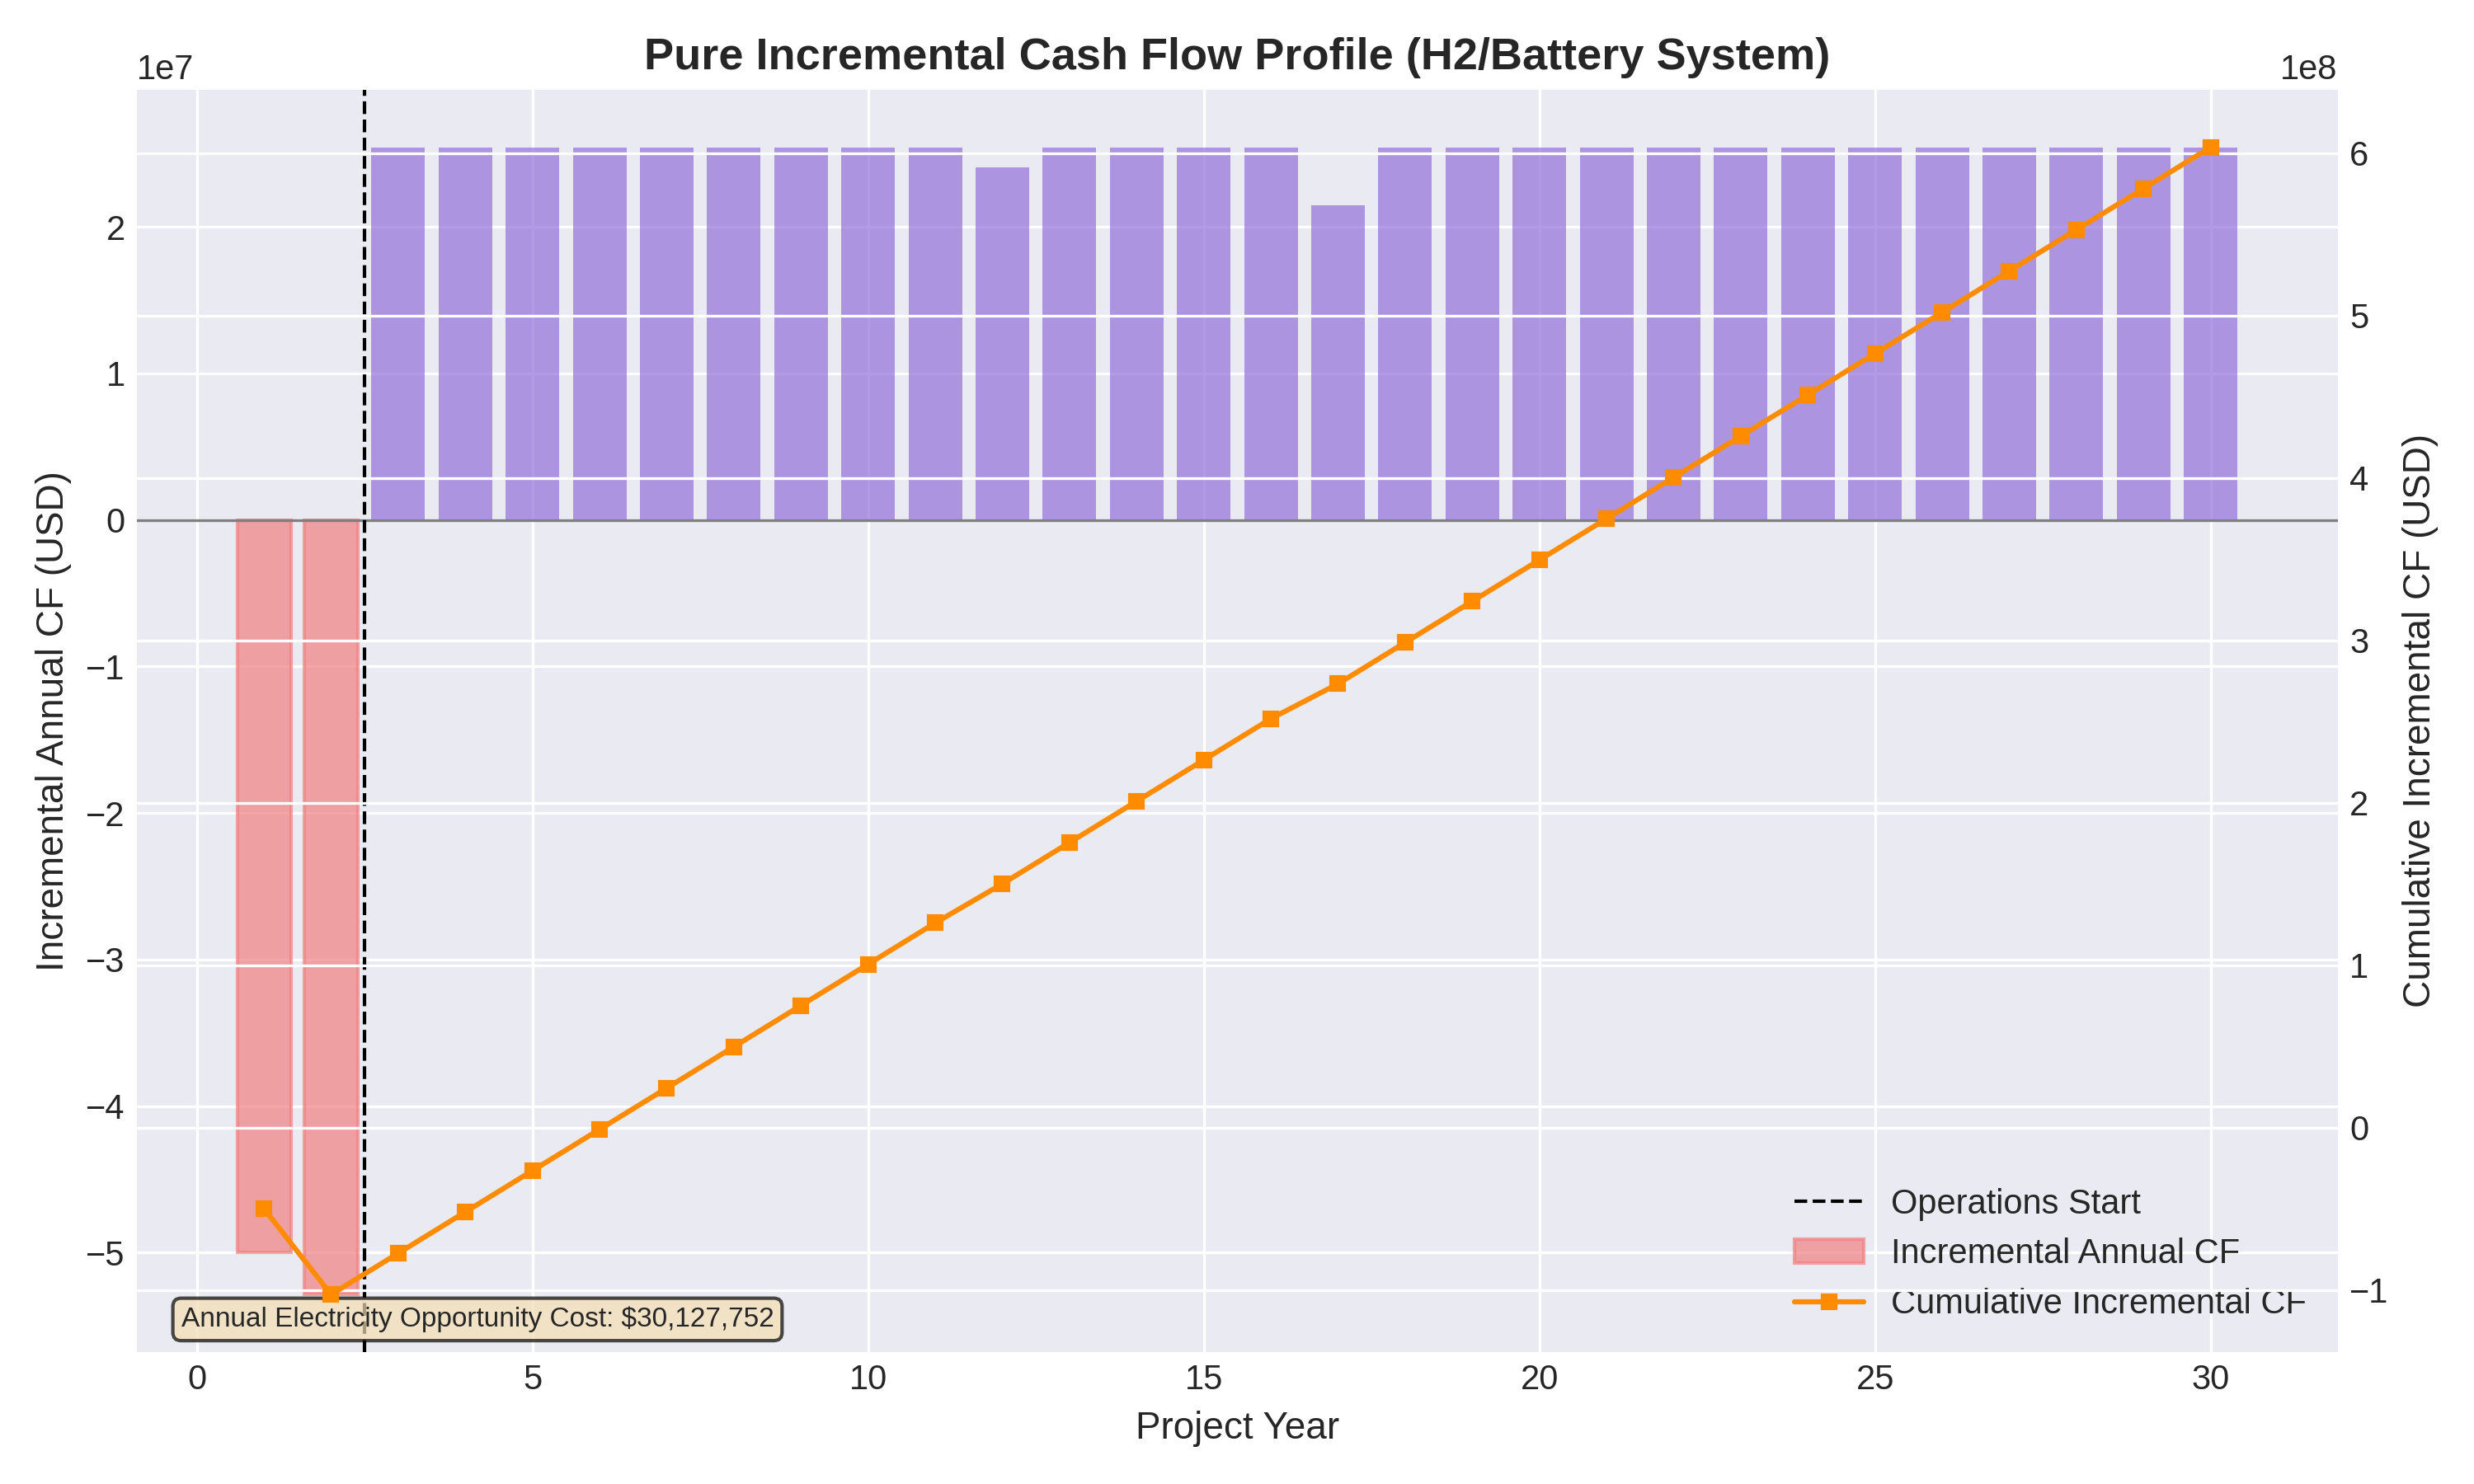 Pure Incremental Cash Flow Profile (H2/Battery System)
1e7
1e8
2
1
0
−1
−2
−3
−4
−5
Incremental Annual CF (USD)
6
5
4
3
2
1
0
−1
Cumulative Incremental CF (USD)
Operations Start
Incremental Annual CF
Cumulative Incremental CF
Annual Electricity Opportunity Cost: $30,127,752
0 5 10 15 20 25 30
Project Year